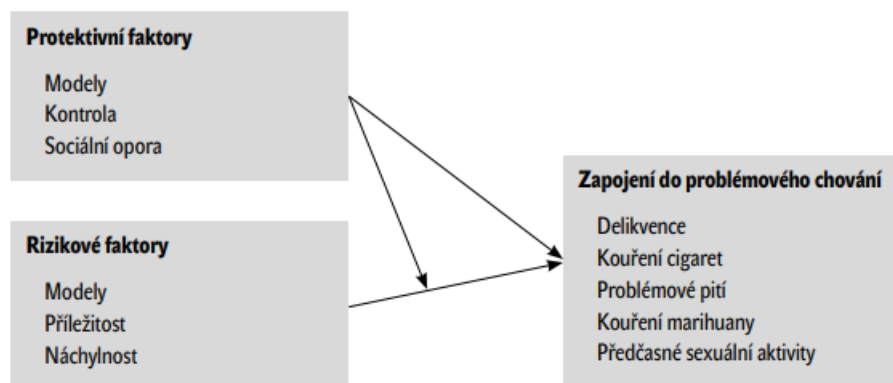 Protektivní faktory
Modely
Kontrola
Sociální opora
Rizikové faktory
Modely
Příležitost
Náchylnost
Zapojení do problémového chování
Delikvence
Kouření cigaret
Problémové pití
Kouření marihuany
Předčasné sexuální aktivity